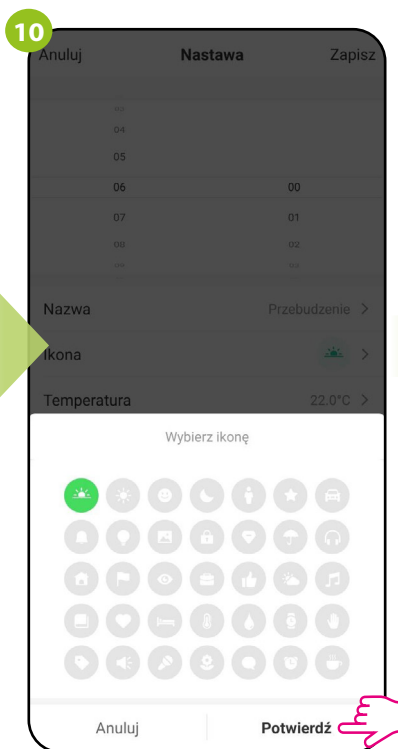 10
Anuluj Nastawa Zapisz
04
05
06 00
07 01
00 02
Nazwa Przebudzenie
Ikona
Temperatura 22.0°C
Wybierz ikonę
Anuluj Potwierdź